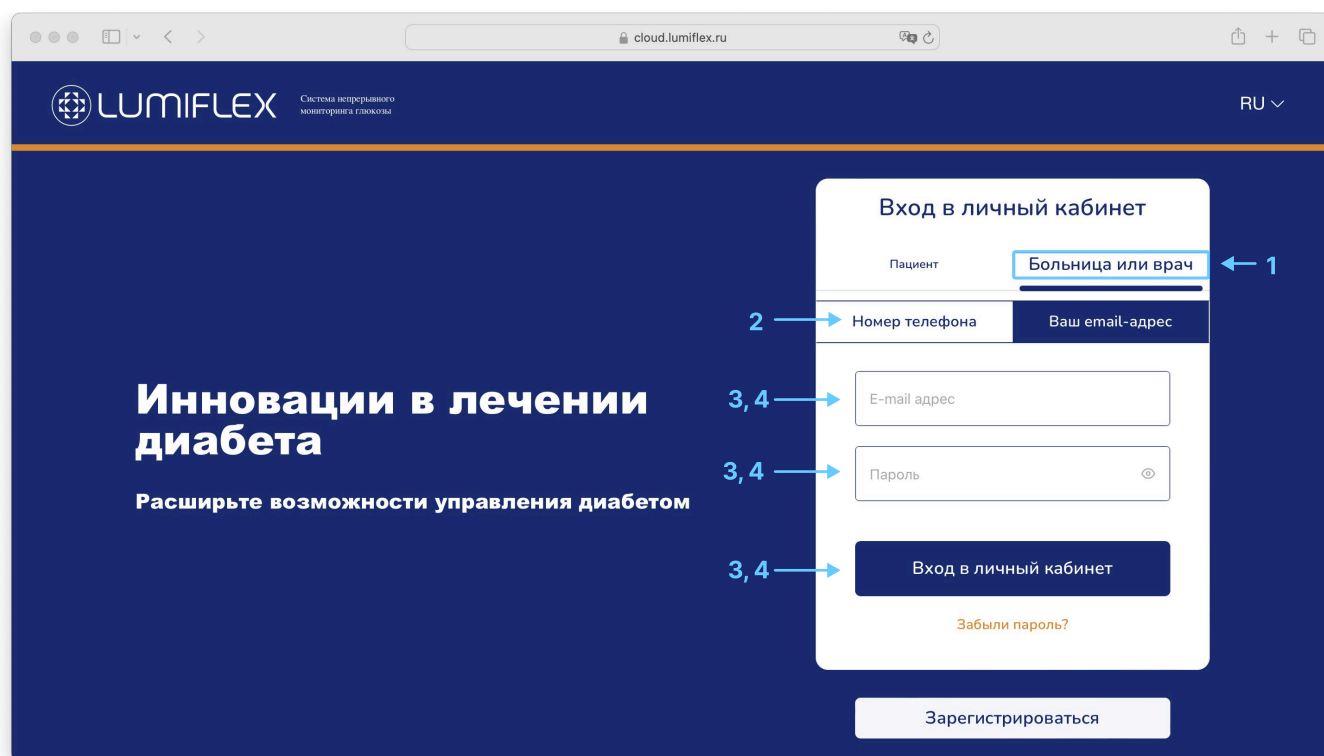 cloud.lumiflex.ru
LUMIFLEX
Система непрерывного
мониторинга глюкозы
RU
Вход в личный кабинет
Пациент
Больница или врач
1
2
Номер телефона
Ваш email-адрес
Инновации в лечении
диабета
Расширьте возможности управления диабетом
3, 4
E-mail адрес
3, 4
Пароль
3, 4
Вход в личный кабинет
Забыли пароль?
Зарегистрироваться